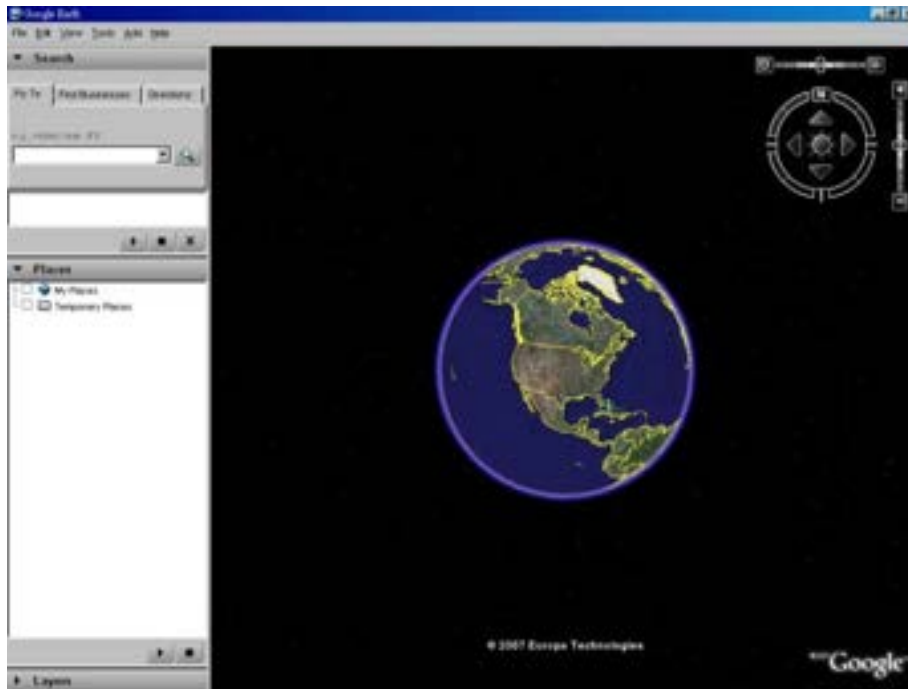 Google Earth
File Edit View Tools Add Help
Search
Fly To Find Businesses Directions
Places
My Places
Temporary Places
© 2007 Europa Technologies
Google
Layers